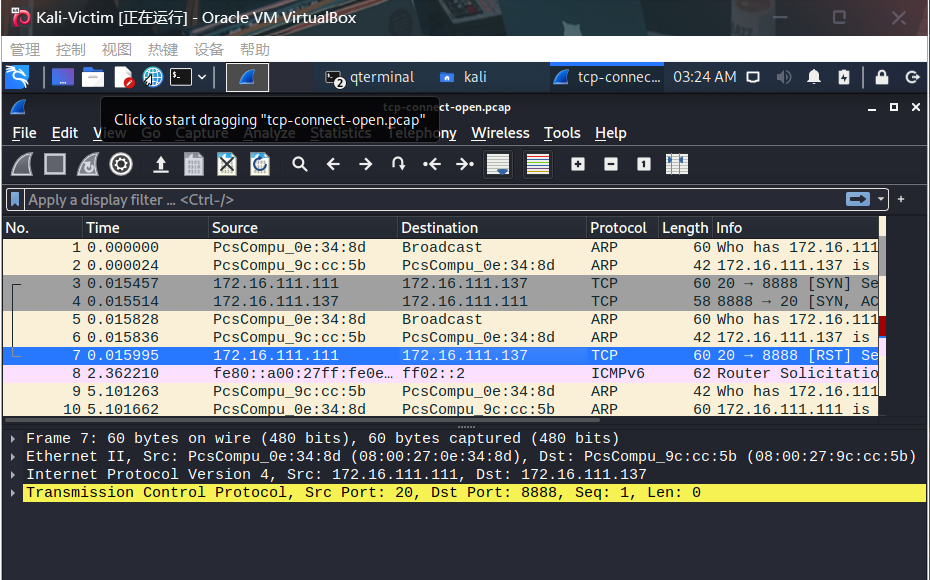 Kali-Victim [正在运行] - Oracle VM VirtualBox
管理 控制 视图 热键 设备 帮助
2 qterminal kali tcp-connec... 03:24 AM
tcp-connect-open.pcap
Click to start dragging "tcp-connect-open.pcap"
File Edit View Go Capture Analyze Statistics Telephony Wireless Tools Help
Apply a display filter ... <Ctrl-/>
No. Time Source Destination Protocol Length Info
1 0.000000 PcsCompu_0e:34:8d Broadcast ARP 60 Who has 172.16.111
2 0.000024 PcsCompu_9c:cc:5b PcsCompu_0e:34:8d ARP 42 172.16.111.137 is
3 0.015457 172.16.111.111 172.16.111.137 TCP 60 20 → 8888 [SYN] Se
4 0.015514 172.16.111.137 172.16.111.111 TCP 58 8888 → 20 [SYN, AC
5 0.015828 PcsCompu_0e:34:8d Broadcast ARP 60 Who has 172.16.111
6 0.015836 PcsCompu_9c:cc:5b PcsCompu_0e:34:8d ARP 42 172.16.111.137 is
7 0.015995 172.16.111.111 172.16.111.137 TCP 60 20 → 8888 [RST] Se
8 2.362210 fe80::a00:27ff:fe0e… ff02::2 ICMPv6 62 Router Solicitatio
9 5.101263 PcsCompu_9c:cc:5b PcsCompu_0e:34:8d ARP 42 Who has 172.16.111
10 5.101662 PcsCompu_0e:34:8d PcsCompu_9c:cc:5b ARP 60 172.16.111.111 is
Frame 7: 60 bytes on wire (480 bits), 60 bytes captured (480 bits)
Ethernet II, Src: PcsCompu_0e:34:8d (08:00:27:0e:34:8d), Dst: PcsCompu_9c:cc:5b (08:00:27:9c:cc:5b)
Internet Protocol Version 4, Src: 172.16.111.111, Dst: 172.16.111.137
Transmission Control Protocol, Src Port: 20, Dst Port: 8888, Seq: 1, Len: 0